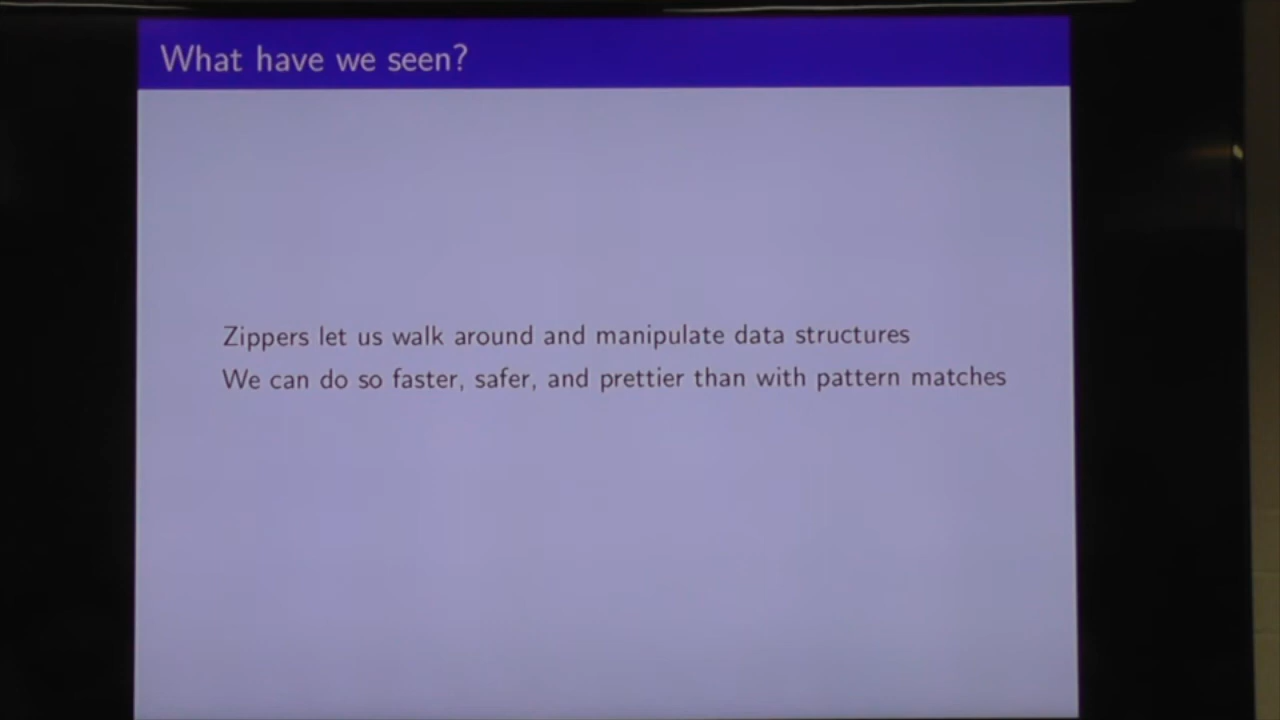 What have we seen?
Zippers let us walk around and manipulate data structures
We can do so faster, safer, and prettier than with pattern matches